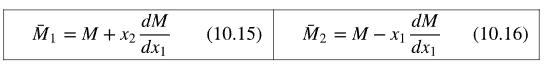 M̄₁ = M + x₂ dM/dx₁ (10.15) M̄₂ = M − x₁ dM/dx₁ (10.16)